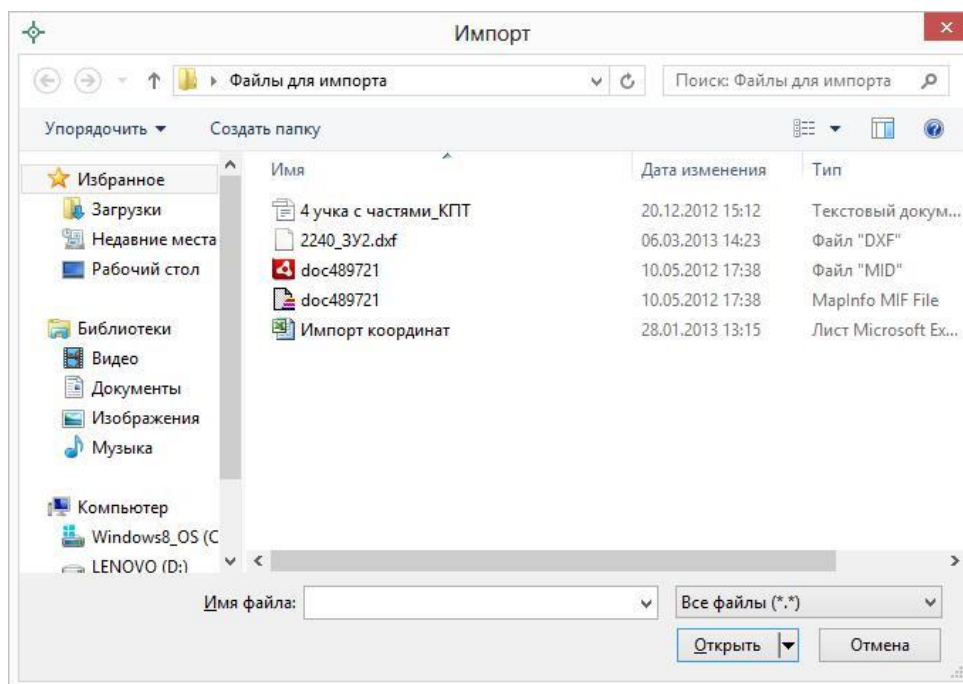 Импорт
Файлы для импорта
Поиск: Файлы для импорта
Упорядочить
Создать папку
Имя
Дата изменения
Тип
Избранное
Загрузки
Недавние места
Рабочий стол
Библиотеки
Видео
Документы
Изображения
Музыка
Компьютер
Windows8_OS (C
LENOVO (D:)
4 учка с частями_КПТ 20.12.2012 15:12 Текстовый докум...
2240_ЗУ2.dxf 06.03.2013 14:23 Файл "DXF"
doc489721 10.05.2012 17:38 Файл "MID"
doc489721 10.05.2012 17:38 MapInfo MIF File
Импорт координат 28.01.2013 13:15 Лист Microsoft Ex...
Имя файла:
Все файлы (*.*)
Открыть
Отмена